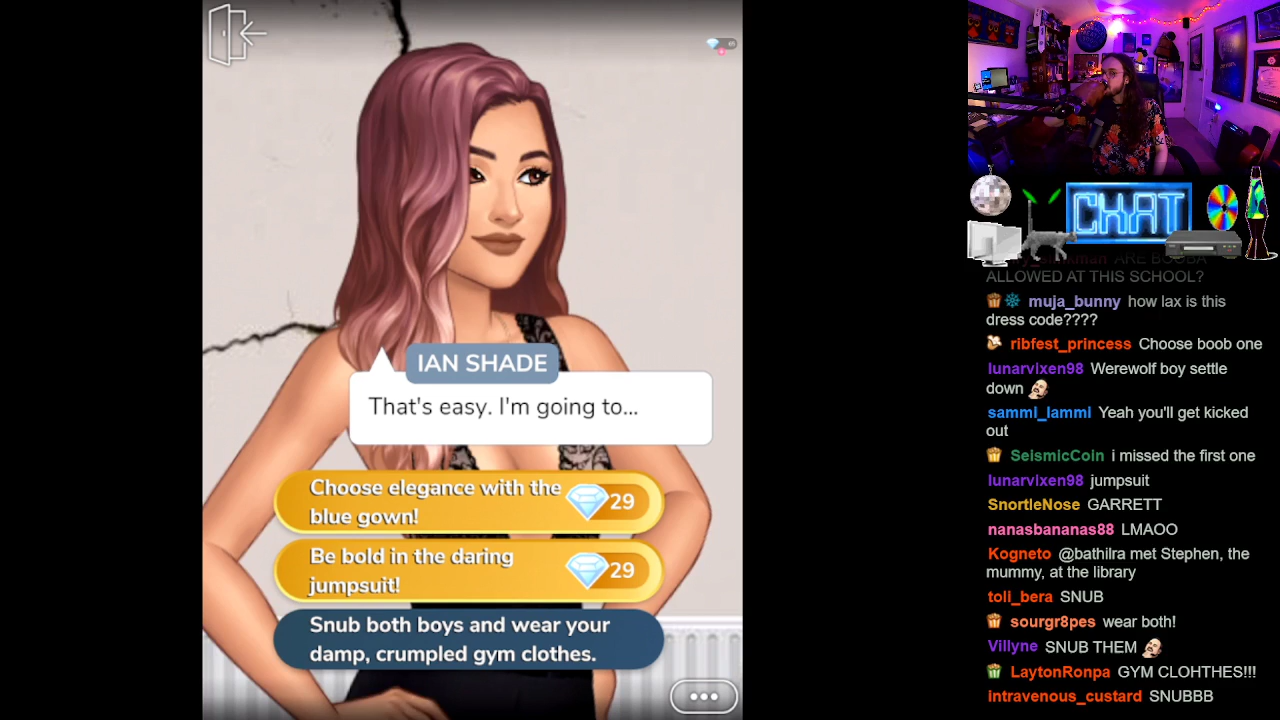 IAN SHADE
That's easy. I'm going to...
Choose elegance with the
blue gown!
29
Be bold in the daring
jumpsuit!
29
Snub both boys and wear your
damp, crumpled gym clothes.
CHAT
ARE BOOBA
ALLOWED AT THIS SCHOOL?
muja_bunny how lax is this
dress code????
ribfest_princess Choose boob one
lunarvixen98 Werewolf boy settle
down
sammi_lammi Yeah you'll get kicked
out
SeismicCoin i missed the first one
lunarvixen98 jumpsuit
SnortleNose GARRETT
nanasbananas88 LMAOO
Kogneto @bathilra met Stephen, the
mummy, at the library
toli_bera SNUB
sourgr8pes wear both!
Villyne SNUB THEM
LaytonRonpa GYM CLOHTHES!!!
intravenous_custard SNUBBB